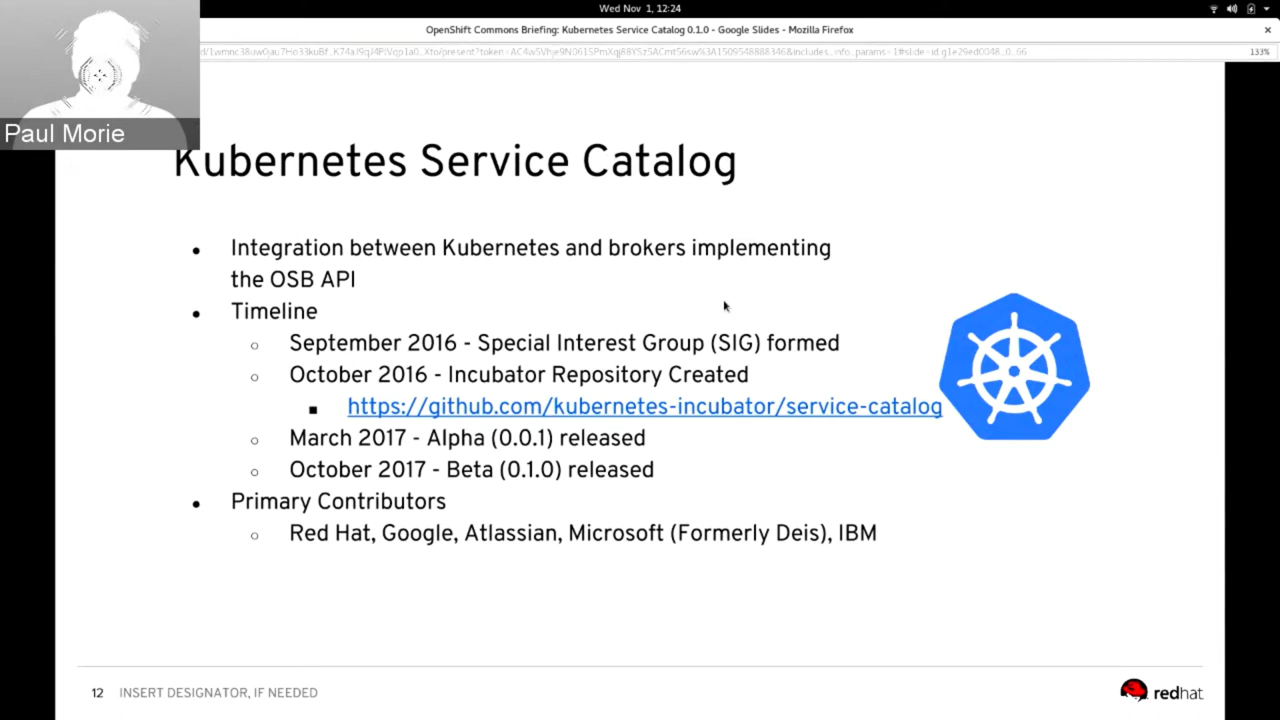 Wed Nov 1, 12:24
OpenShift Commons Briefing: Kubernetes Service Catalog 0.1.0 - Google Slides - Mozilla Firefox
133%
Paul Morie
Kubernetes Service Catalog
• Integration between Kubernetes and brokers implementing
the OSB API
• Timeline
○ September 2016 - Special Interest Group (SIG) formed
○ October 2016 - Incubator Repository Created
■ https://github.com/kubernetes-incubator/service-catalog
○ March 2017 - Alpha (0.0.1) released
○ October 2017 - Beta (0.1.0) released
• Primary Contributors
○ Red Hat, Google, Atlassian, Microsoft (Formerly Deis), IBM
12 INSERT DESIGNATOR, IF NEEDED
redhat